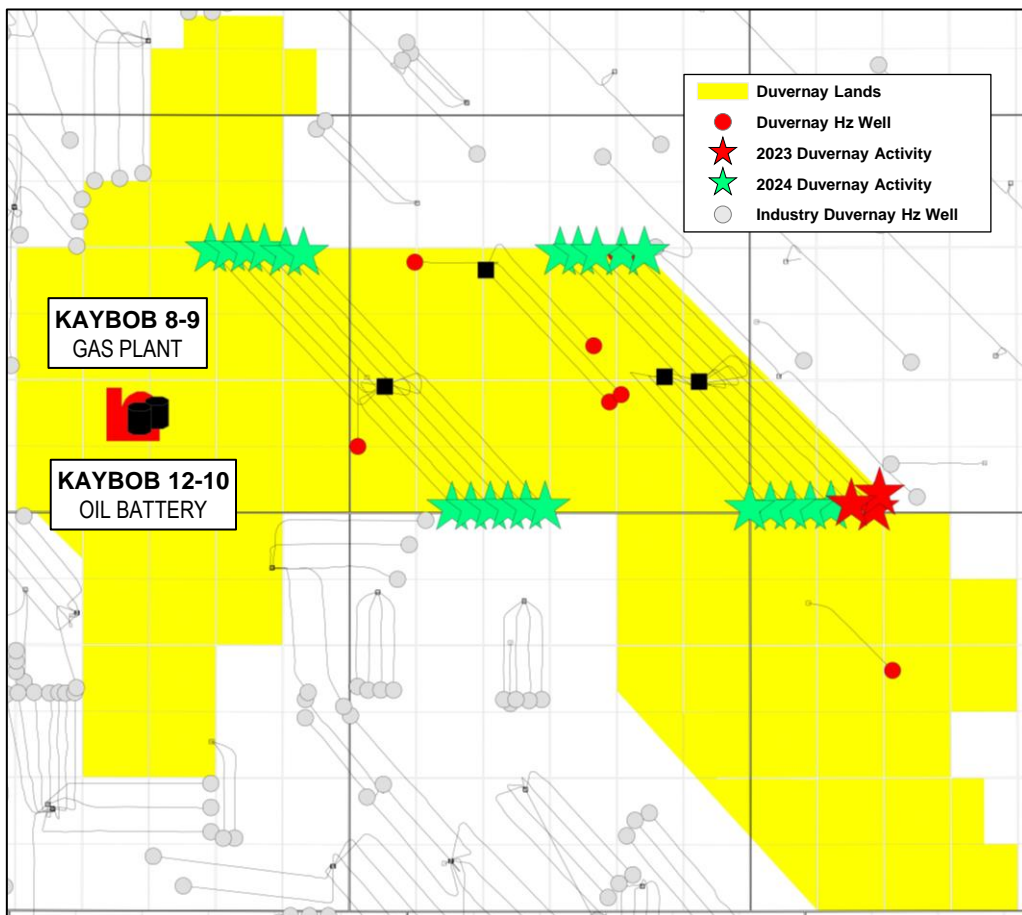 Duvernay Lands
Duvernay Hz Well
2023 Duvernay Activity
2024 Duvernay Activity
Industry Duvernay Hz Well
KAYBOB 8-9
GAS PLANT
KAYBOB 12-10
OIL BATTERY